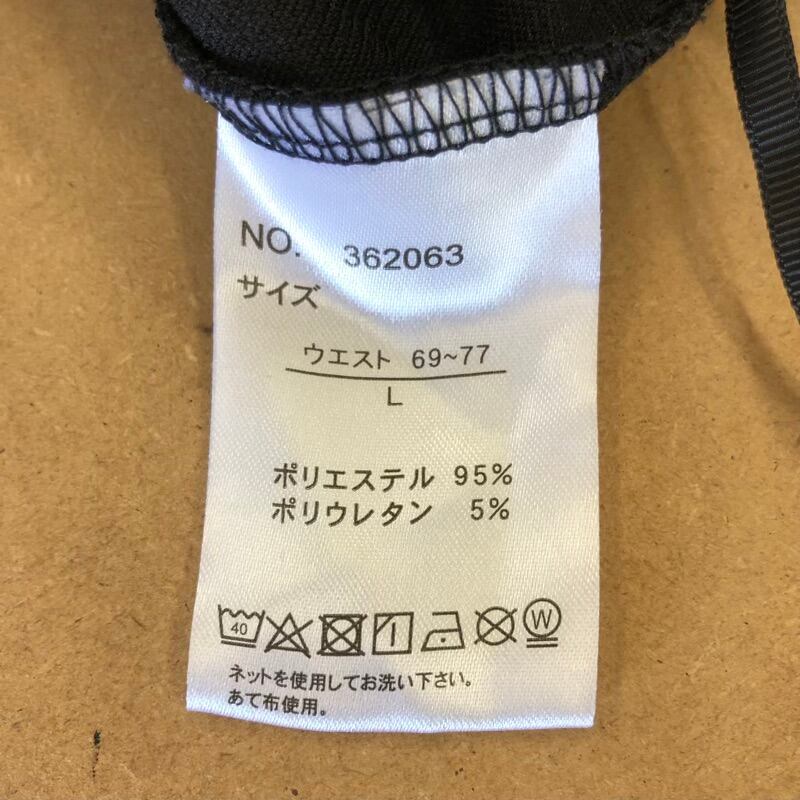 NO. 362063
サイズ
ウエスト 69~77
L
ポリエステル 95%
ポリウレタン 5%
40 W
ネットを使用してお洗い下さい。
あて布使用。